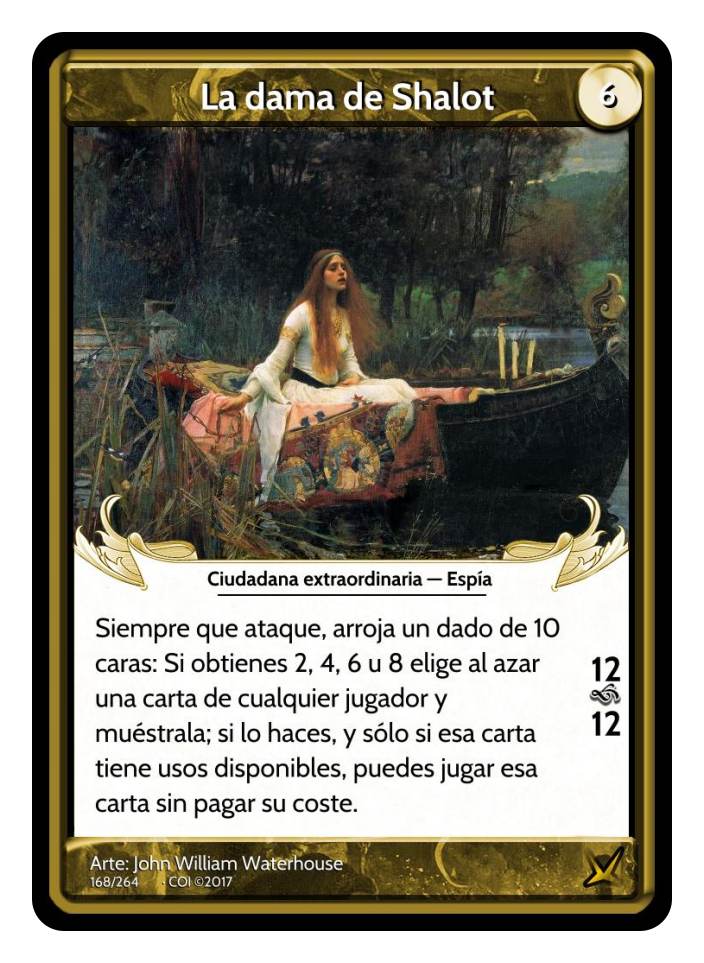 La dama de Shalot
6
Ciudadana extraordinaria — Espía
Siempre que ataque, arroja un dado de 10
caras: Si obtienes 2, 4, 6 u 8 elige al azar
una carta de cualquier jugador y
muéstrala; si lo haces, y sólo si esa carta
tiene usos disponibles, puedes jugar esa
carta sin pagar su coste.
12
12
Arte: John William Waterhouse
168/264 · COI ©2017